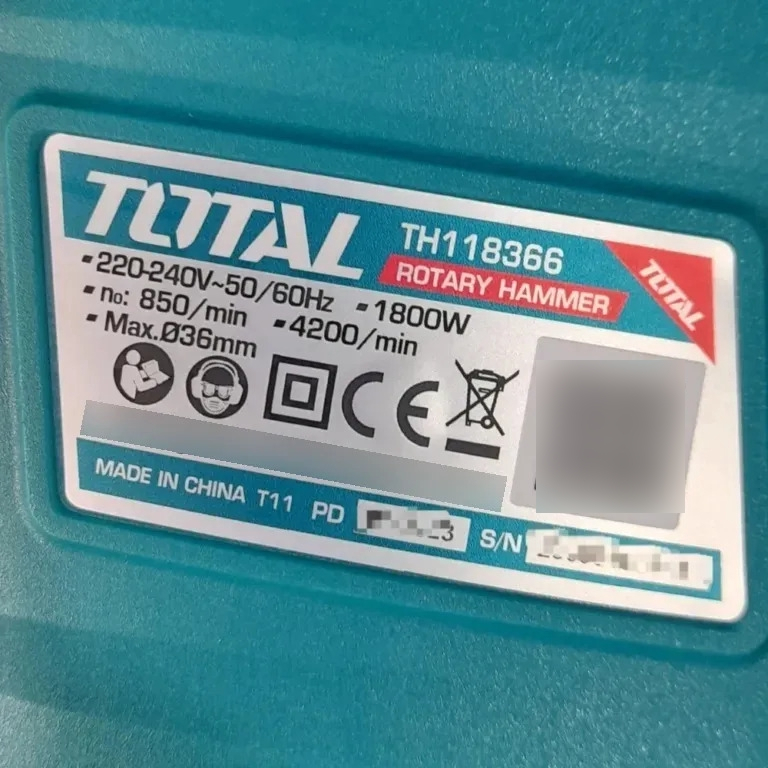 TOTAL
TH118366
ROTARY HAMMER
TOTAL
▪220-240V~50/60Hz ▪1800W
▪n₀: 850/min ▪4200/min
▪Max.Ø36mm
CE
MADE IN CHINA T11 PD S/N